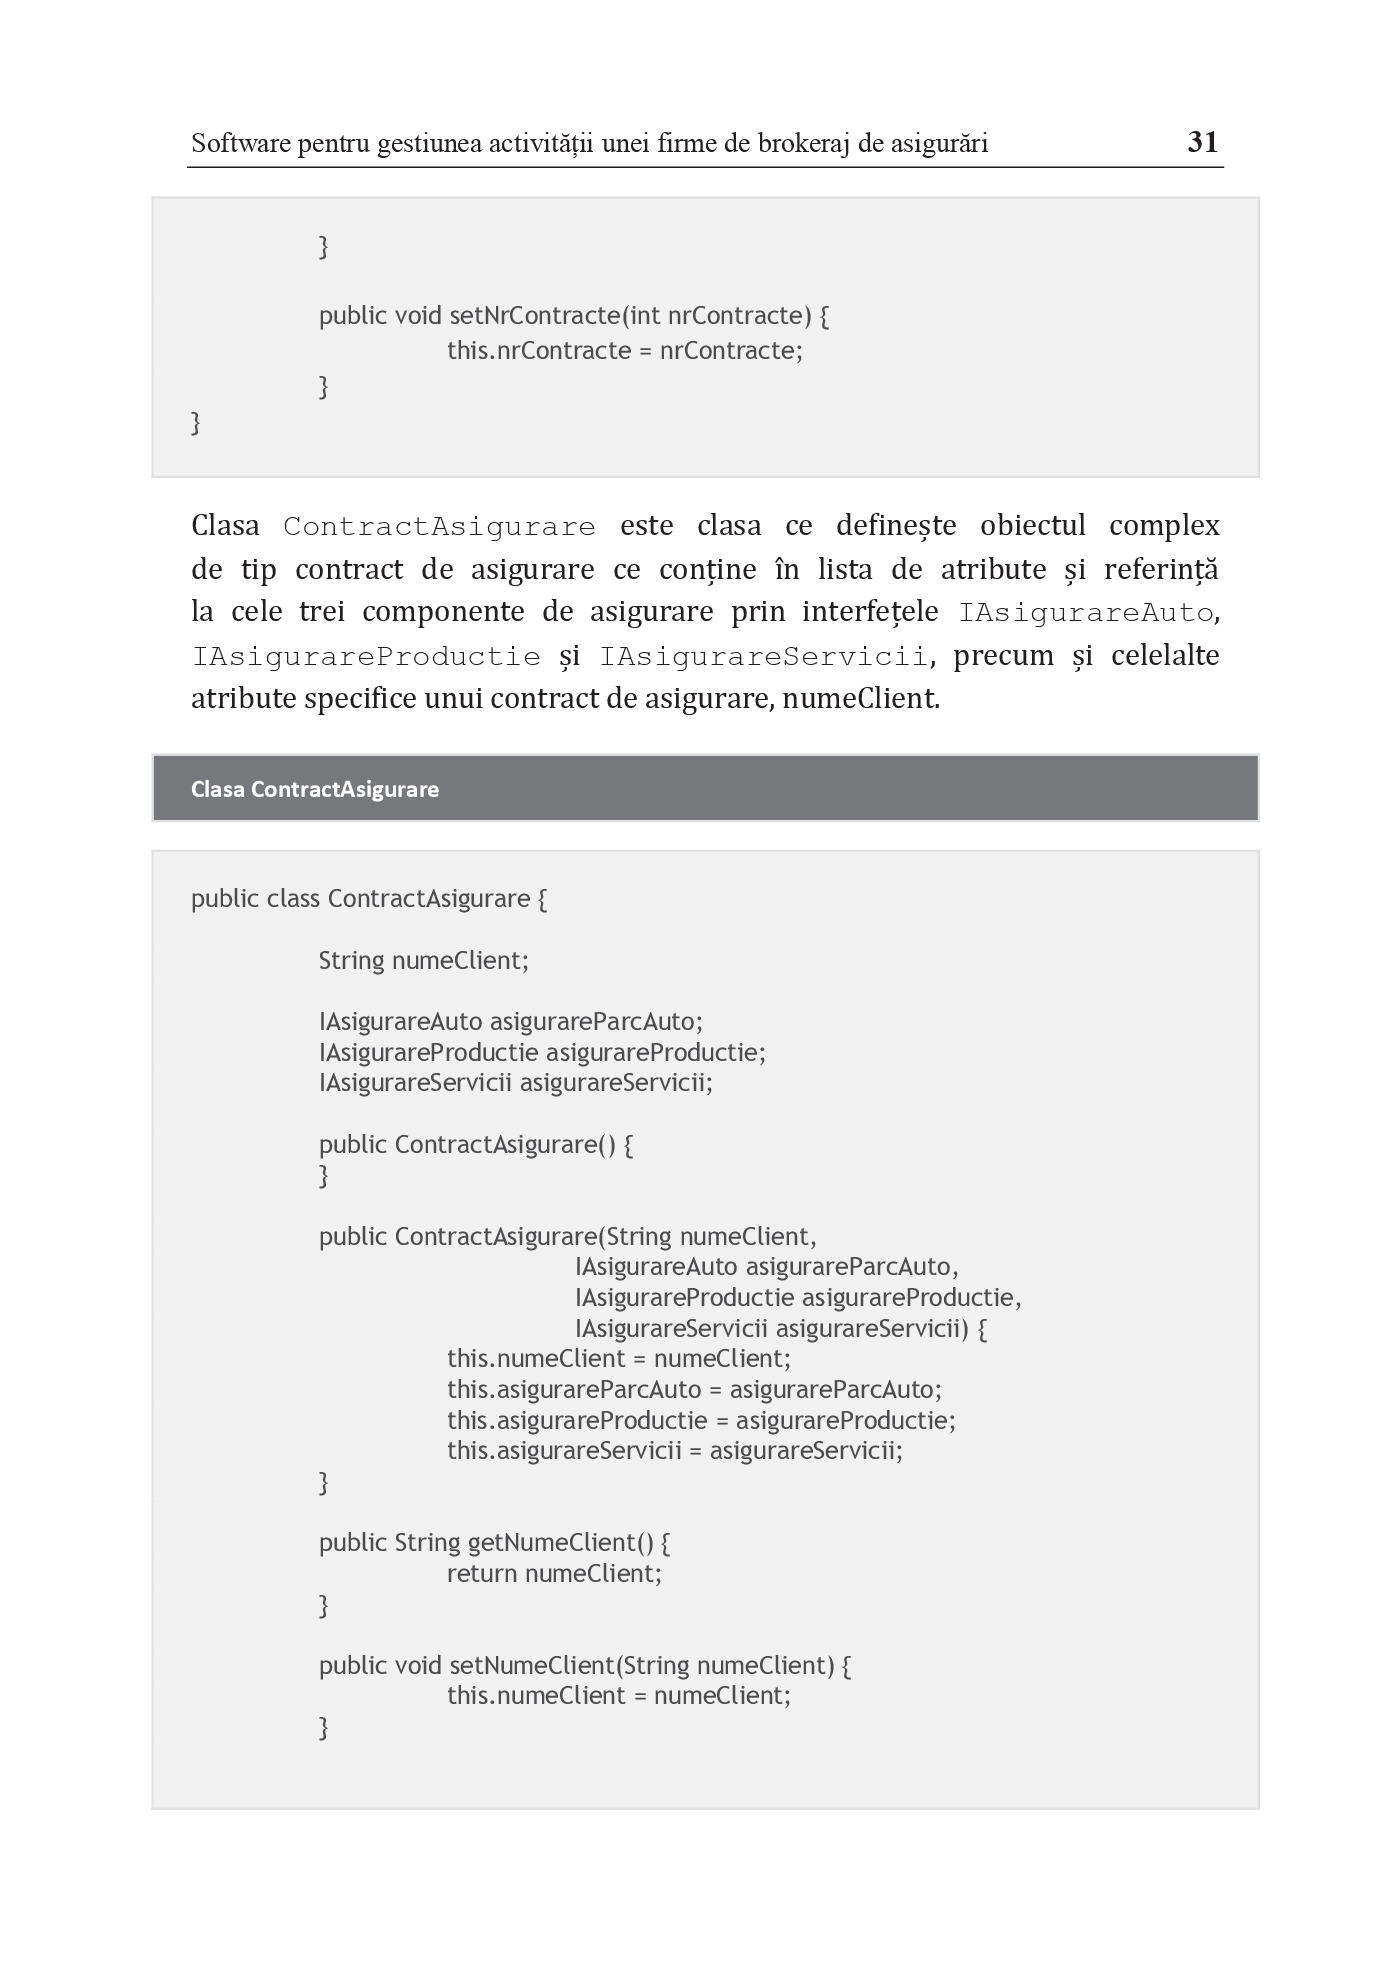 Software pentru gestiunea activității unei firme de brokeraj de asigurări 31
}
public void setNrContracte(int nrContracte) {
this.nrContracte = nrContracte;
}
}
Clasa ContractAsigurare este clasa ce definește obiectul complex
de tip contract de asigurare ce conține în lista de atribute și referință
la cele trei componente de asigurare prin interfețele IAsigurareAuto,
IAsigurareProductie și IAsigurareServicii, precum și celelalte
atribute specifice unui contract de asigurare, numeClient.
Clasa ContractAsigurare
public class ContractAsigurare {
String numeClient;
IAsigurareAuto asigurareParcAuto;
IAsigurareProductie asigurareProductie;
IAsigurareServicii asigurareServicii;
public ContractAsigurare() {
}
public ContractAsigurare(String numeClient,
IAsigurareAuto asigurareParcAuto,
IAsigurareProductie asigurareProductie,
IAsigurareServicii asigurareServicii) {
this.numeClient = numeClient;
this.asigurareParcAuto = asigurareParcAuto;
this.asigurareProductie = asigurareProductie;
this.asigurareServicii = asigurareServicii;
}
public String getNumeClient() {
return numeClient;
}
public void setNumeClient(String numeClient) {
this.numeClient = numeClient;
}